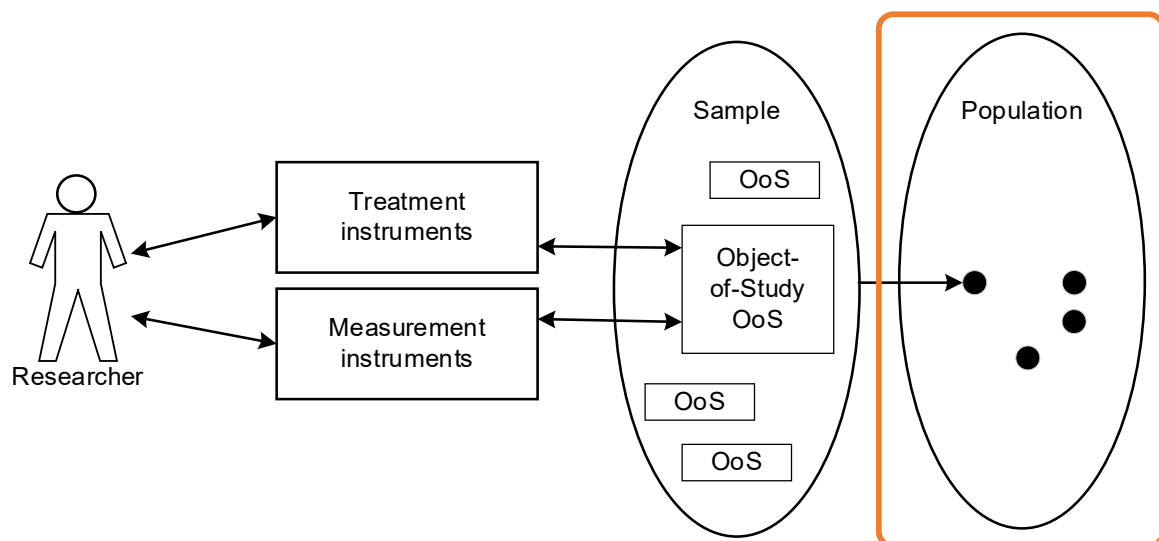 Sample
Population
OoS
Treatment
instruments
Object-
of-Study
OoS
Measurement
instruments
Researcher
OoS
OoS